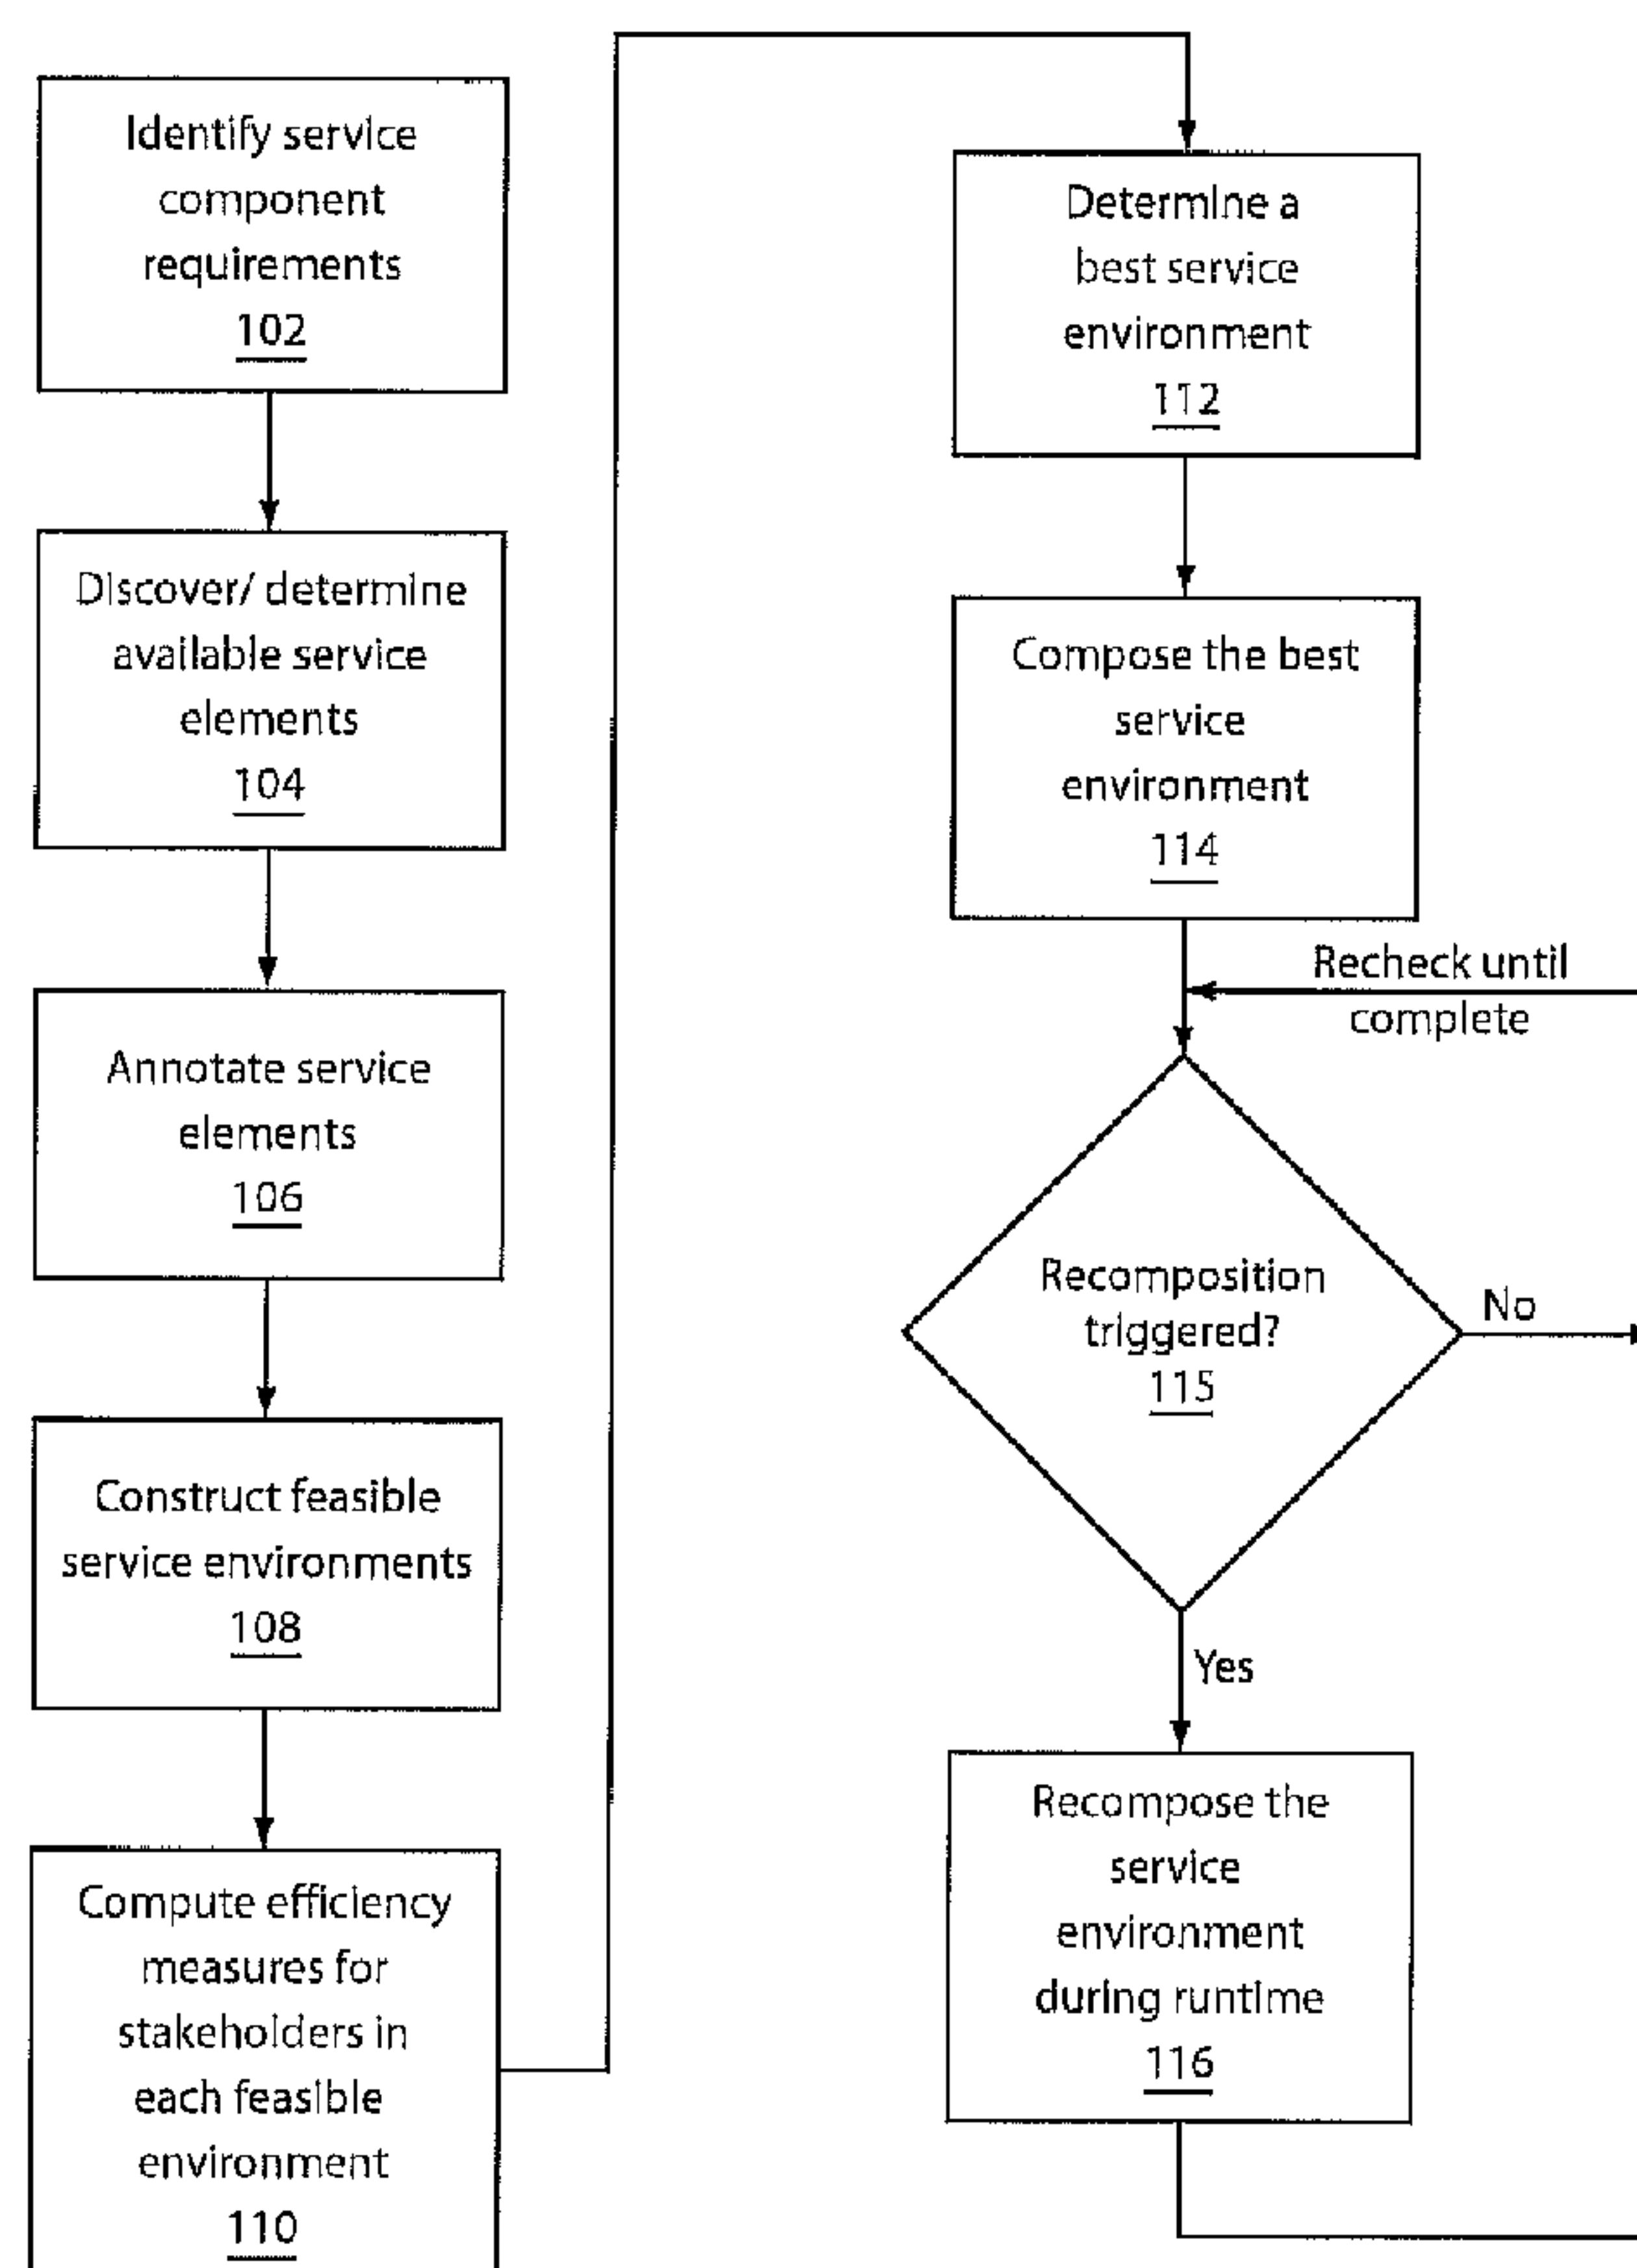 Identify service
component
requirements
102
Discover/ determine
available service
elements
104
Annotate service
elements
106
Construct feasible
service environments
108
Compute efficiency
measures for
stakeholders in
each feasible
environment
110
Determine a
best service
environment
112
Compose the best
service
environment
114
Recheck until
complete
Recomposition
triggered?
115
No
Yes
Recompose the
service
environment
during runtime
116